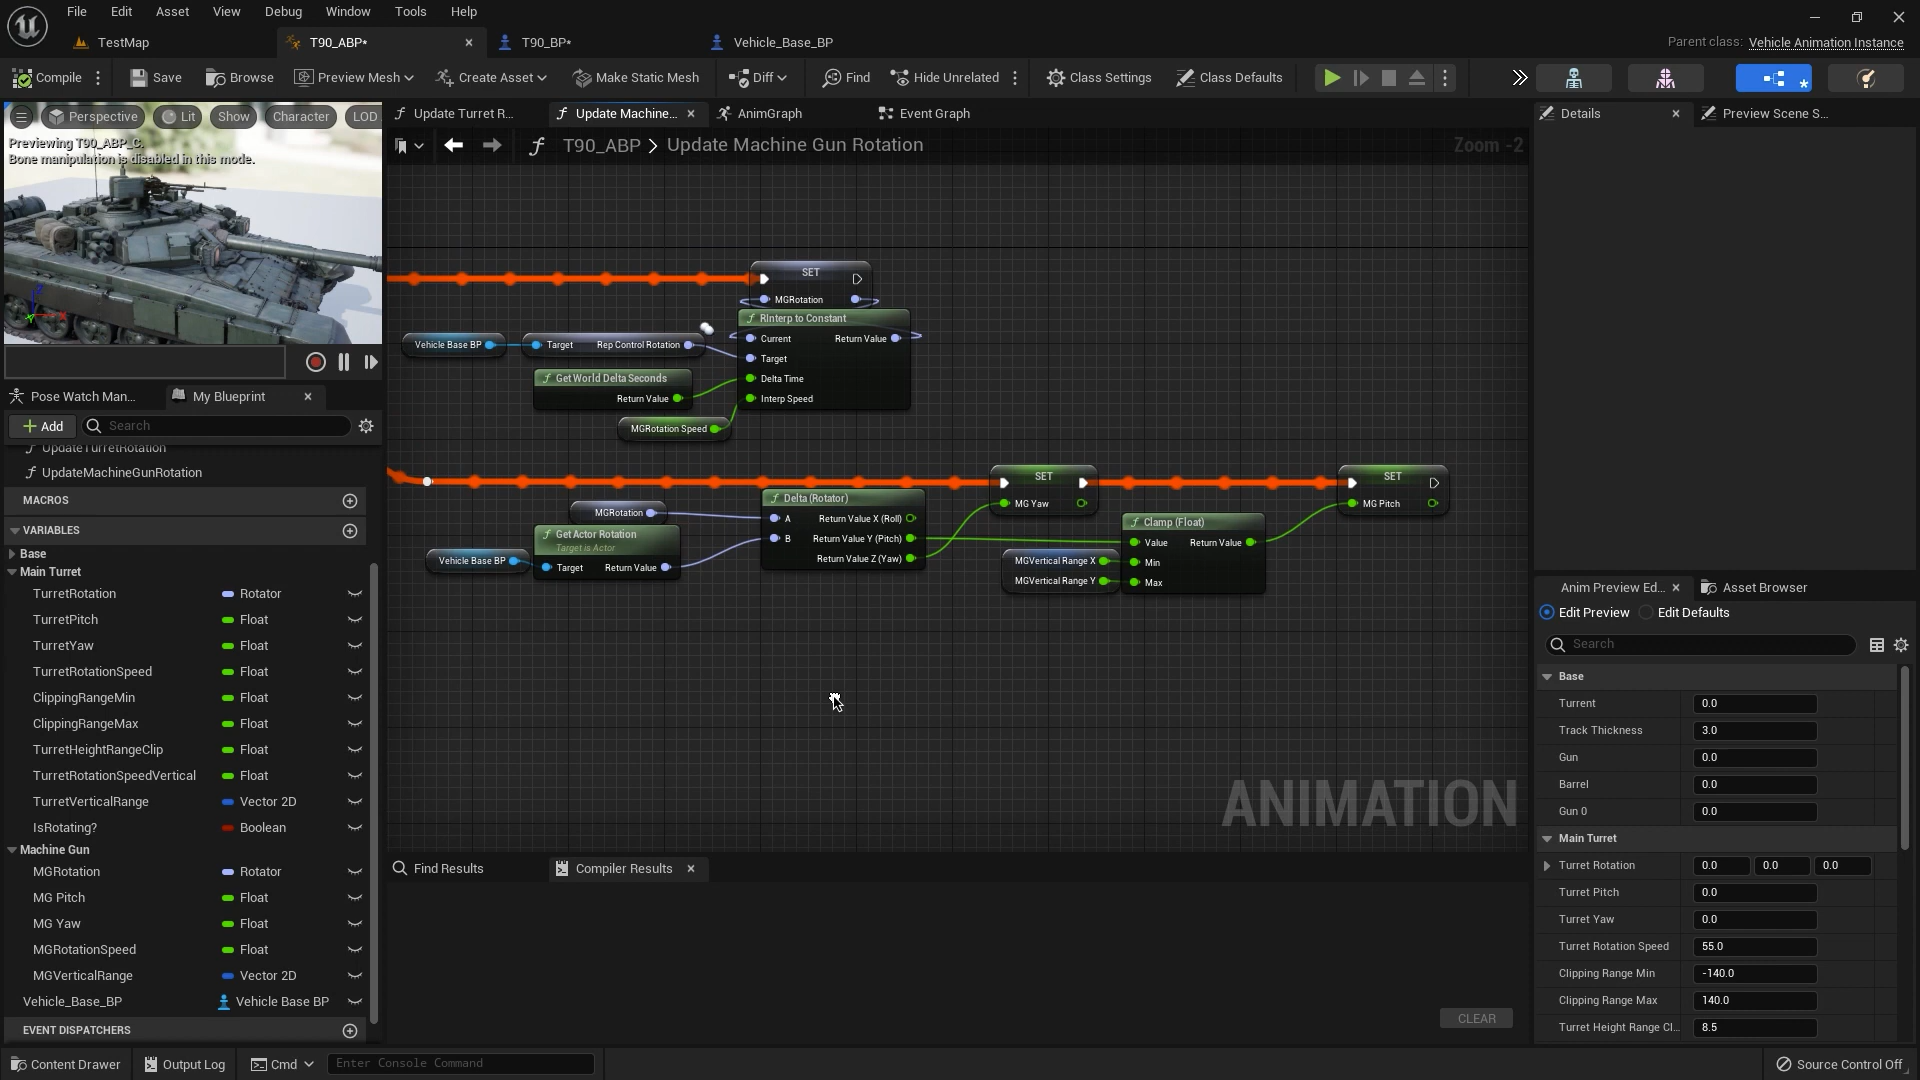 File Edit Asset View Debug Window Tools Help
TestMap T90_ABP* T90_BP* Vehicle_Base_BP
Parent class: Vehicle Animation Instance
Compile Save Browse Preview Mesh Create Asset Make Static Mesh Diff Find Hide Unrelated Class Settings Class Defaults
Perspective Lit Show Character LOD
Previewing T90_ABP_C.
Bone manipulation is disabled in this mode.
Update Turret R... Update Machine... AnimGraph Event Graph
T90_ABP > Update Machine Gun Rotation
Zoom -2
SET
MGRotation
RInterp to Constant
Current Return Value
Target
Delta Time
Interp Speed
Vehicle Base BP
Target Rep Control Rotation
Get World Delta Seconds
Return Value
MGRotation Speed
SET
MG Yaw
SET
MG Pitch
MGRotation
Delta (Rotator)
A Return Value X (Roll)
B Return Value Y (Pitch)
Return Value Z (Yaw)
Get Actor Rotation
Target is Actor
Target Return Value
Vehicle Base BP
Clamp (Float)
Value Return Value
Min
Max
MGVertical Range X
MGVertical Range Y
ANIMATION
Pose Watch Man... My Blueprint
Add Search
UpdateTurretRotation
UpdateMachineGunRotation
MACROS
VARIABLES
Base
Main Turret
TurretRotation Rotator
TurretPitch Float
TurretYaw Float
TurretRotationSpeed Float
ClippingRangeMin Float
ClippingRangeMax Float
TurretHeightRangeClip Float
TurretRotationSpeedVertical Float
TurretVerticalRange Vector 2D
IsRotating? Boolean
Machine Gun
MGRotation Rotator
MG Pitch Float
MG Yaw Float
MGRotationSpeed Float
MGVerticalRange Vector 2D
Vehicle_Base_BP Vehicle Base BP
EVENT DISPATCHERS
Find Results Compiler Results
CLEAR
Details Preview Scene S...
Anim Preview Ed... Asset Browser
Edit Preview Edit Defaults
Search
Base
Turrent 0.0
Track Thickness 3.0
Gun 0.0
Barrel 0.0
Gun 0 0.0
Main Turret
Turret Rotation 0.0 0.0 0.0
Turret Pitch 0.0
Turret Yaw 0.0
Turret Rotation Speed 55.0
Clipping Range Min -140.0
Clipping Range Max 140.0
Turret Height Range Cl... 8.5
Content Drawer Output Log Cmd Enter Console Command
Source Control Off